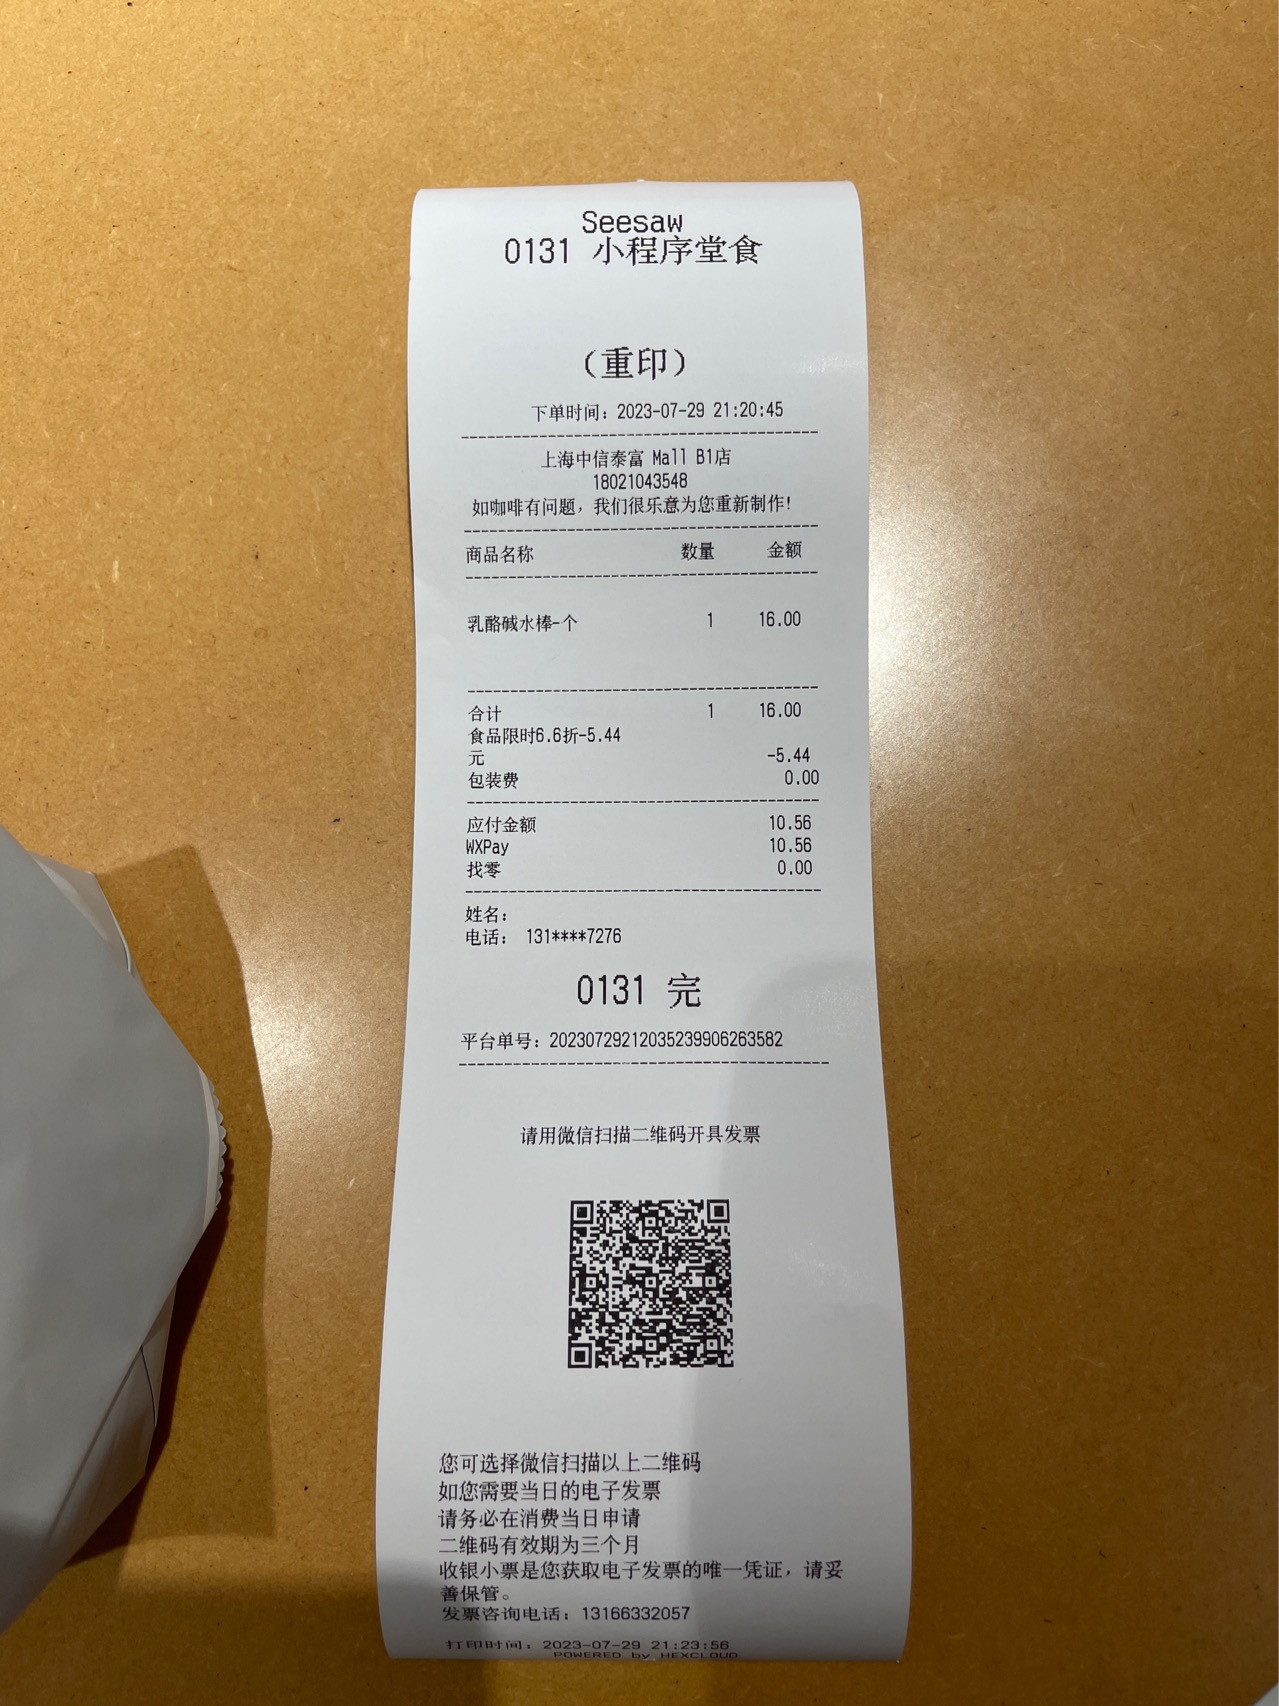 Seesaw
0131 小程序堂食
（重印）
下单时间：2023-07-29 21:20:45
上海中信泰富 Mall B1店
18021043548
如咖啡有问题，我们很乐意为您重新制作！
商品名称 数量 金额
乳酪碱水棒-个 1 16.00
合计 1 16.00
食品限时6.6折-5.44
元 -5.44
包装费 0.00
应付金额 10.56
WXPay 10.56
找零 0.00
姓名：
电话： 131****7276
0131 完
平台单号：20230729212035239906263582
请用微信扫描二维码开具发票
您可选择微信扫描以上二维码
如您需要当日的电子发票
请务必在消费当日申请
二维码有效期为三个月
收银小票是您获取电子发票的唯一凭证，请妥
善保管。
发票咨询电话：13166332057
打印时间：2023-07-29 21:23:56
POWERED by HEXCLOUD